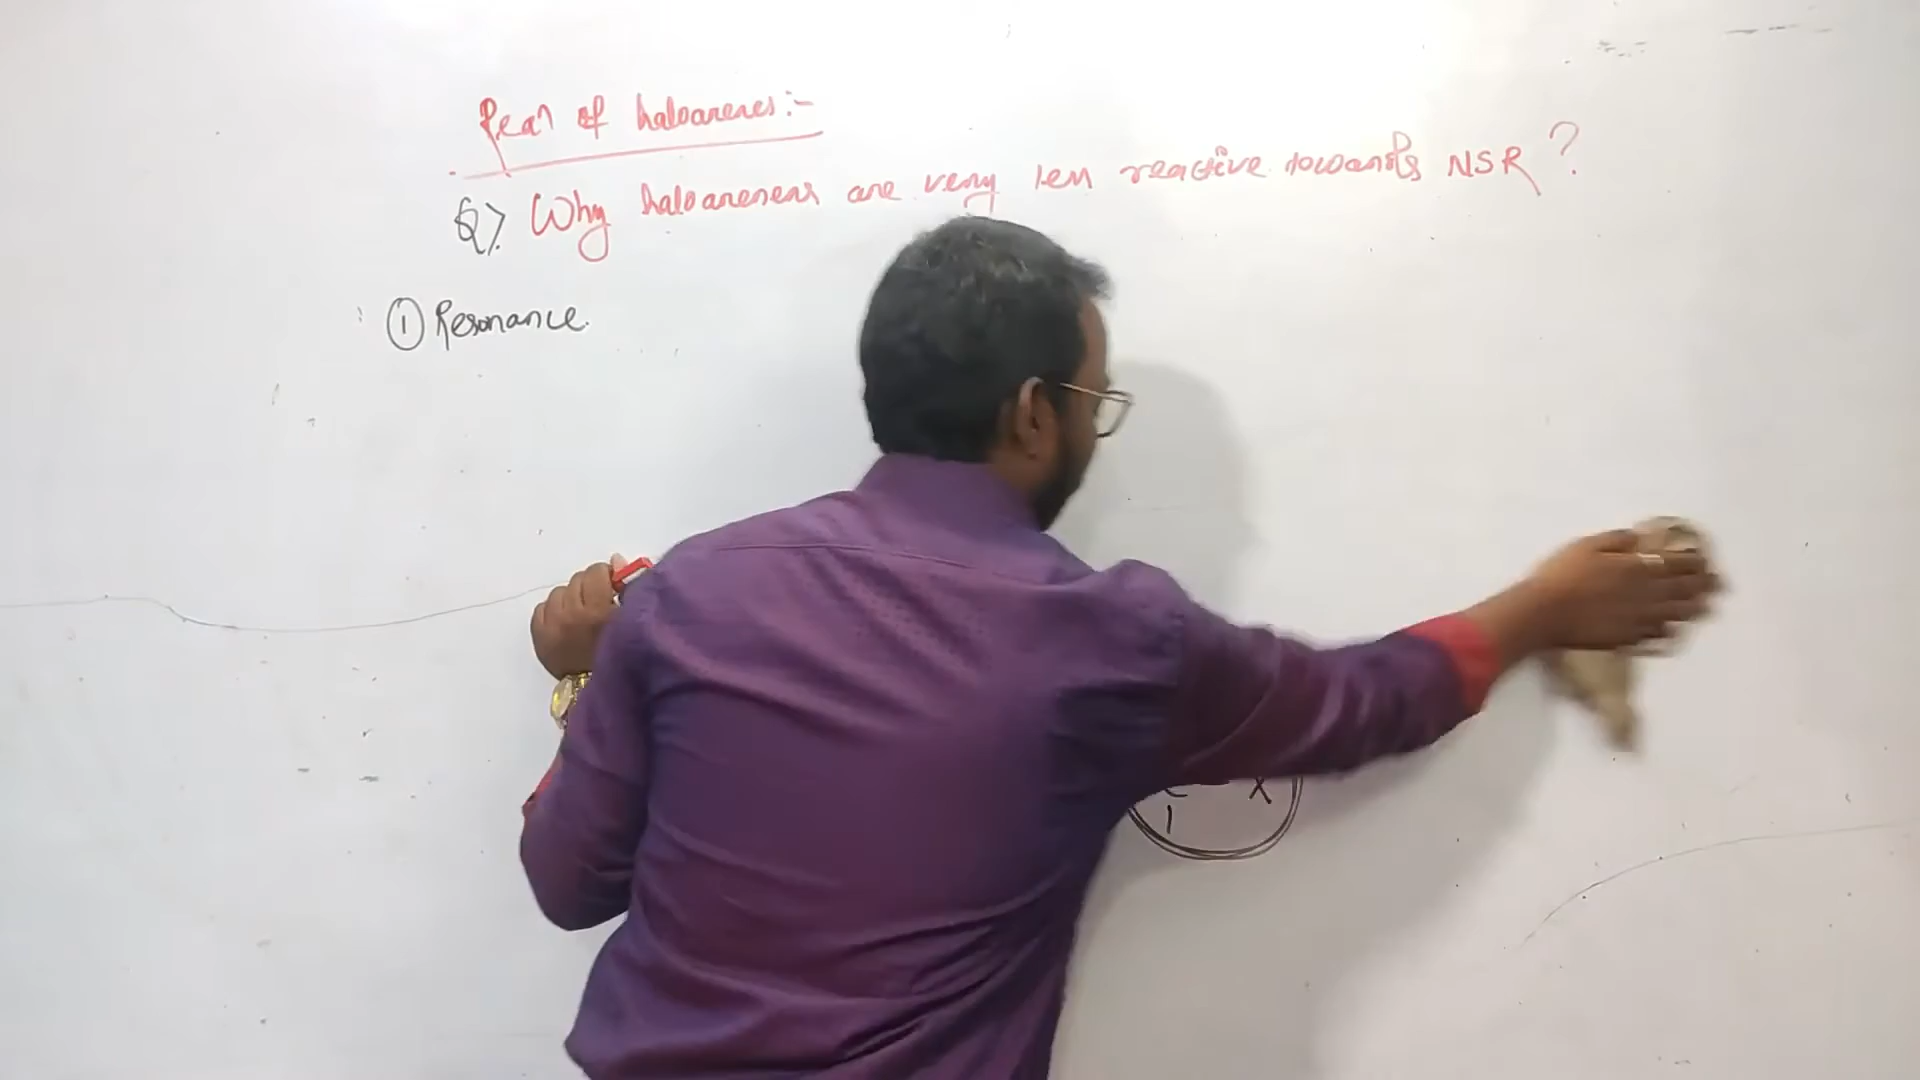 Rean of haloarenes:-
Q> Why haloarenes are very less reactive towards NSR ?
① Resonance.
X